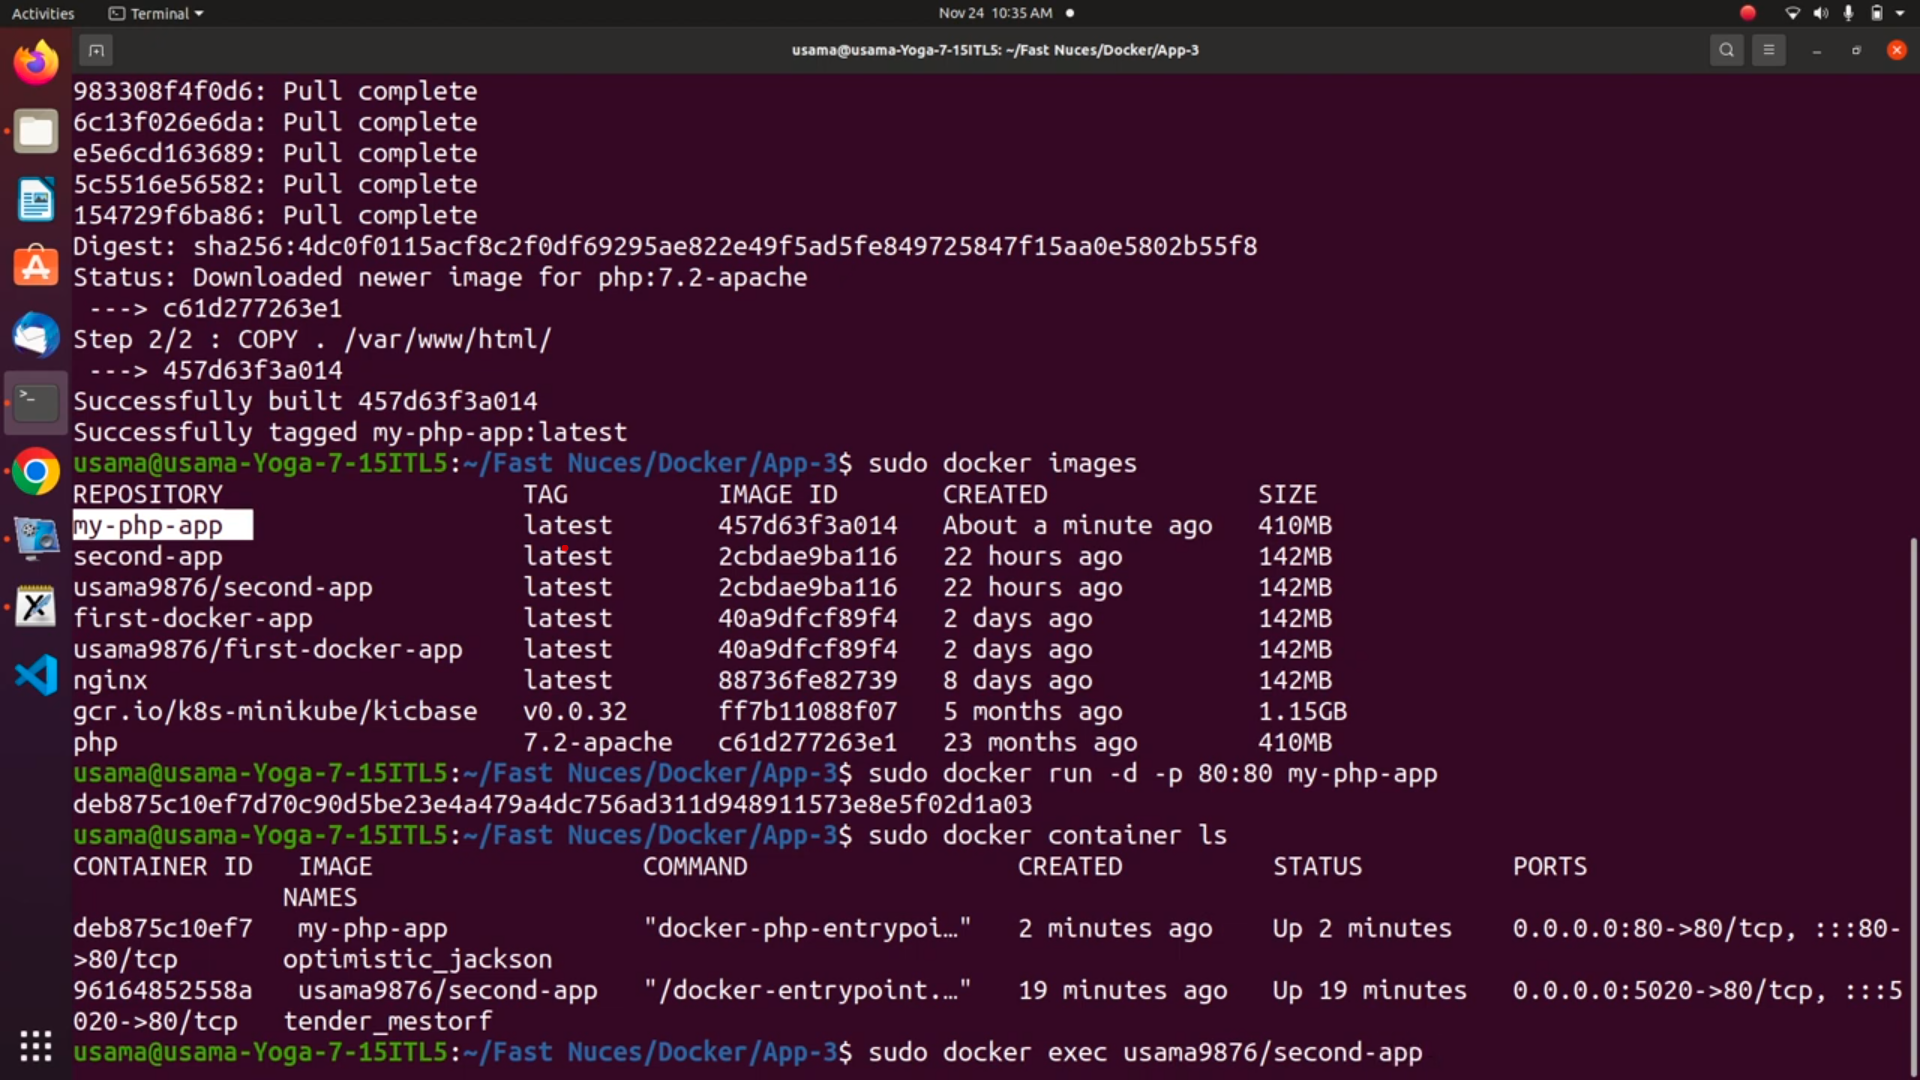 Activities
Terminal
Nov 24 10:35 AM
usama@usama-Yoga-7-15ITL5: ~/Fast Nuces/Docker/App-3
983308f4f0d6: Pull complete
6c13f026e6da: Pull complete
e5e6cd163689: Pull complete
5c5516e56582: Pull complete
154729f6ba86: Pull complete
Digest: sha256:4dc0f0115acf8c2f0df69295ae822e49f5ad5fe849725847f15aa0e5802b55f8
Status: Downloaded newer image for php:7.2-apache
---> c61d277263e1
Step 2/2 : COPY . /var/www/html/
---> 457d63f3a014
Successfully built 457d63f3a014
Successfully tagged my-php-app:latest
usama@usama-Yoga-7-15ITL5:~/Fast Nuces/Docker/App-3$ sudo docker images
REPOSITORY TAG IMAGE ID CREATED SIZE
my-php-app latest 457d63f3a014 About a minute ago 410MB
second-app latest 2cbdae9ba116 22 hours ago 142MB
usama9876/second-app latest 2cbdae9ba116 22 hours ago 142MB
first-docker-app latest 40a9dfcf89f4 2 days ago 142MB
usama9876/first-docker-app latest 40a9dfcf89f4 2 days ago 142MB
nginx latest 88736fe82739 8 days ago 142MB
gcr.io/k8s-minikube/kicbase v0.0.32 ff7b11088f07 5 months ago 1.15GB
php 7.2-apache c61d277263e1 23 months ago 410MB
usama@usama-Yoga-7-15ITL5:~/Fast Nuces/Docker/App-3$ sudo docker run -d -p 80:80 my-php-app
deb875c10ef7d70c90d5be23e4a479a4dc756ad311d948911573e8e5f02d1a03
usama@usama-Yoga-7-15ITL5:~/Fast Nuces/Docker/App-3$ sudo docker container ls
CONTAINER ID IMAGE COMMAND CREATED STATUS PORTS
NAMES
deb875c10ef7 my-php-app "docker-php-entrypoi…" 2 minutes ago Up 2 minutes 0.0.0.0:80->80/tcp, :::80-
>80/tcp optimistic_jackson
96164852558a usama9876/second-app "/docker-entrypoint.…" 19 minutes ago Up 19 minutes 0.0.0.0:5020->80/tcp, :::5
020->80/tcp tender_mestorf
usama@usama-Yoga-7-15ITL5:~/Fast Nuces/Docker/App-3$ sudo docker exec usama9876/second-app